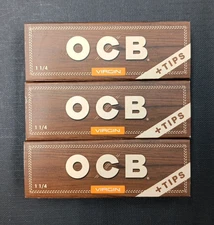 OCB
VIRGIN
1 1/4
+TIPS
OCB
VIRGIN
1 1/4
+TIPS
OCB
VIRGIN
1 1/4
+TIPS